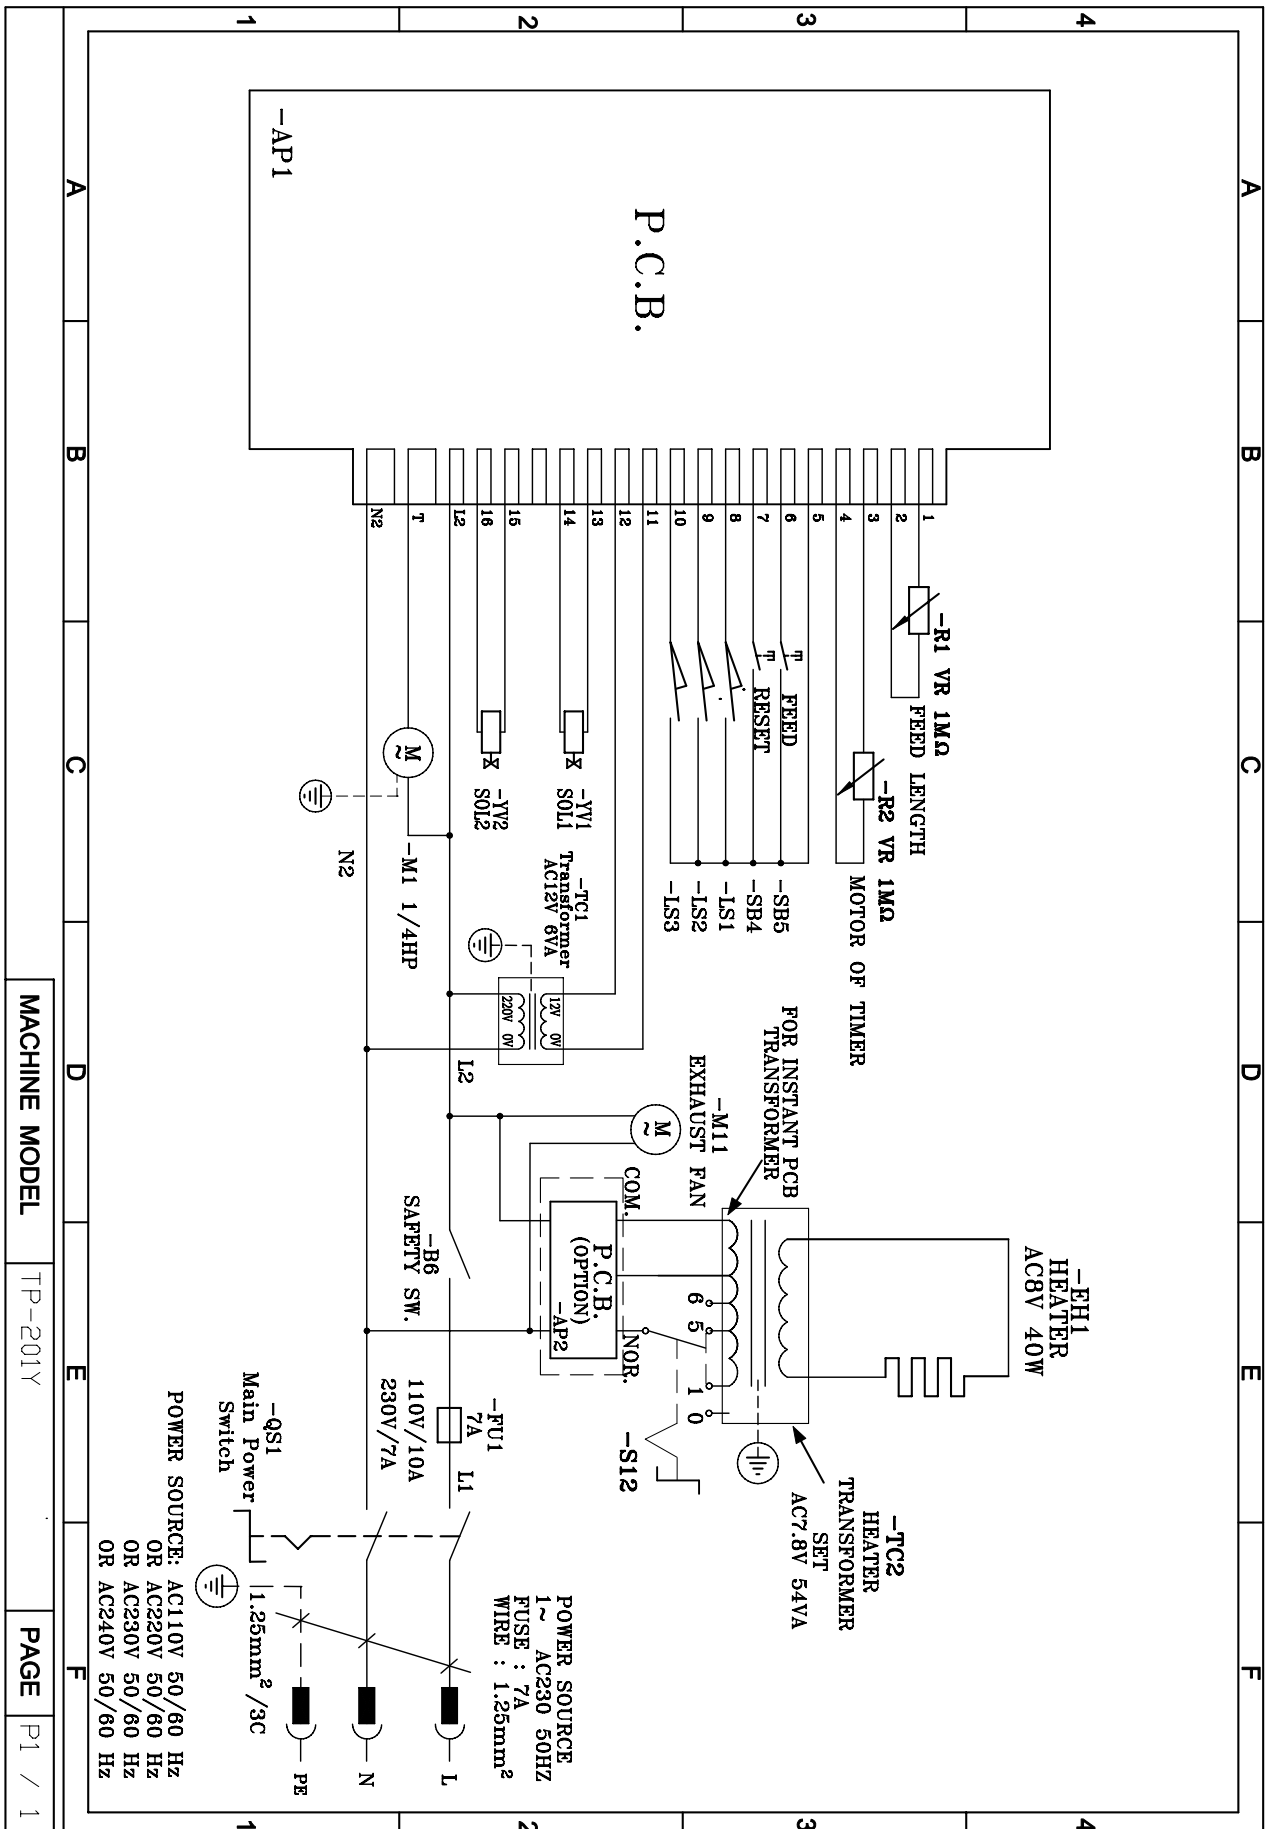 A
B
C
D
E
F
4
3
2
1
P.C.B.
-AP1
1
2
3
4
5
6
7
8
9
10
11
12
13
14
15
16
L2
T
N2
-R1 VR 1MΩ
FEED LENGTH
-R2 VR 1MΩ
MOTOR OF TIMER
FEED
RESET
-SB5
-SB4
-LS1
-LS2
-LS3
-YV1
SOL1
-YV2
SOL2
M
~
-M1 1/4HP
N2
-TC1
Transformer
AC12V 6VA
12V 0V
220V 0V
L2
-M11
EXHAUST FAN
M
~
FOR INSTANT PCB
TRANSFORMER
-EH1
HEATER
AC8V 40W
6
5
1
0
COM.
NOR.
P.C.B.
(OPTION)
-AP2
-S12
-TC2
HEATER
TRANSFORMER
SET
AC7.8V 54VA
-B6
SAFETY SW.
-FU1
7A
110V/10A
230V/7A
L1
-QS1
Main Power
Switch
POWER SOURCE
1~ AC230 50HZ
FUSE : 7A
WIRE : 1.25mm²
1.25mm² /3C
L
N
PE
POWER SOURCE: AC110V 50/60 Hz
OR AC220V 50/60 Hz
OR AC230V 50/60 Hz
OR AC240V 50/60 Hz
4
3
2
1
A
B
C
D
E
F
MACHINE MODEL
TP-201Y
PAGE
P1 / 1